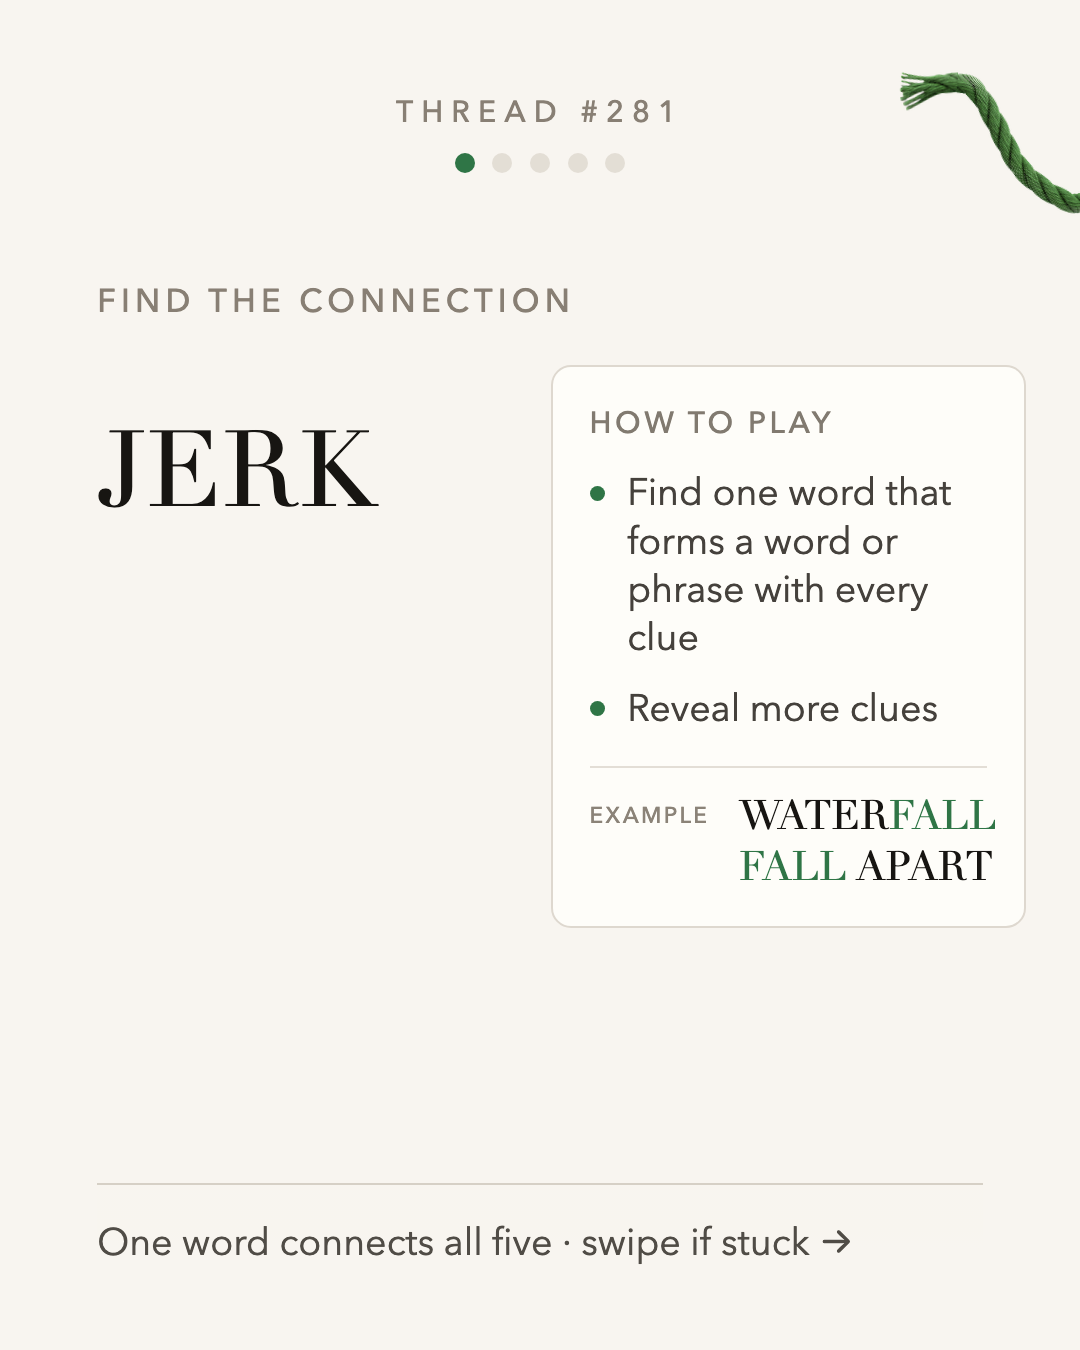 THREAD #281
FIND THE CONNECTION
JERK
HOW TO PLAY
Find one word that
forms a word or
phrase with every
clue
Reveal more clues
EXAMPLE WATERFALL
FALL APART
One word connects all five · swipe if stuck →